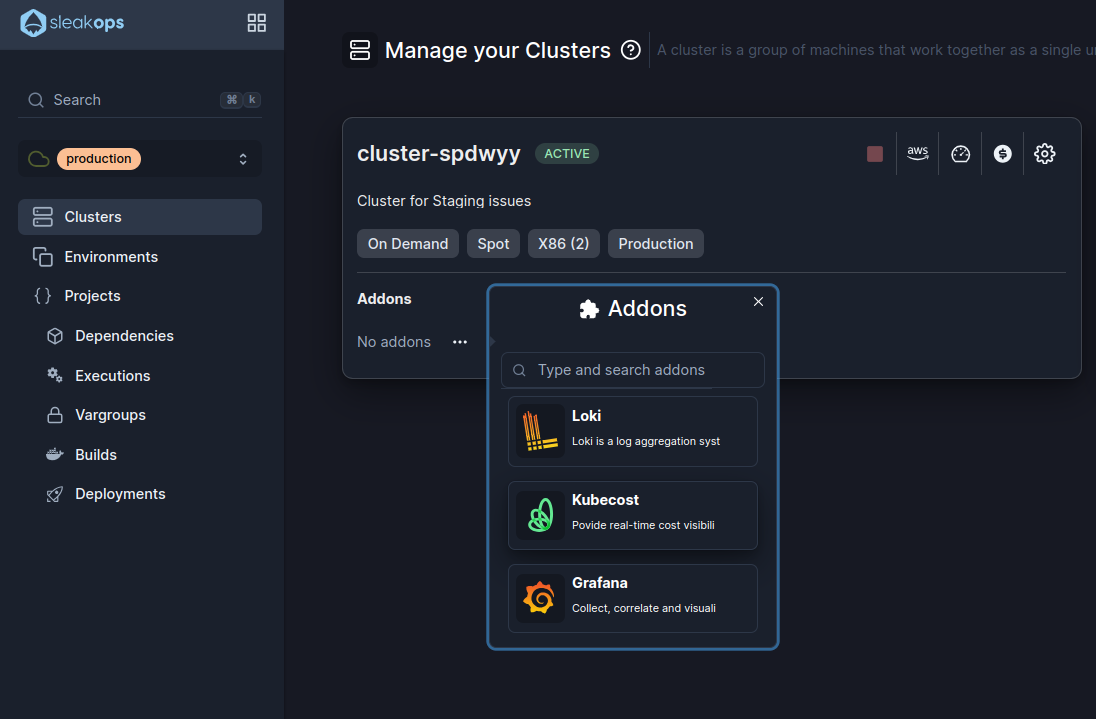 sleakops
Search
⌘ k
production
Clusters
Environments
Projects
Dependencies
Executions
Vargroups
Builds
Deployments
Manage your Clusters
A cluster is a group of machines that work together as a single
cluster-spdwyy ACTIVE
aws
Cluster for Staging issues
On Demand Spot X86 (2) Production
Addons
No addons
Addons
Type and search addons
Loki
Loki is a log aggregation syst
Kubecost
Povide real-time cost visibili
Grafana
Collect, correlate and visuali